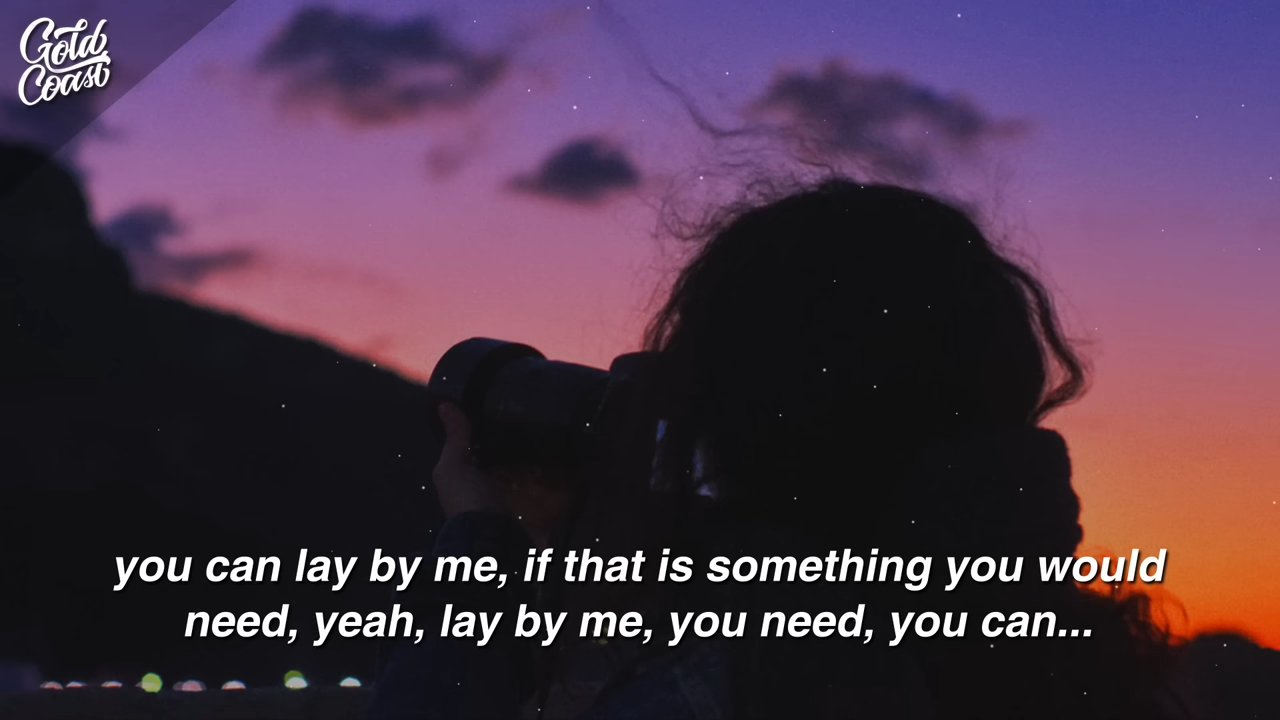 Gold
Coast
you can lay by me, if that is something you would
need, yeah, lay by me, you need, you can...